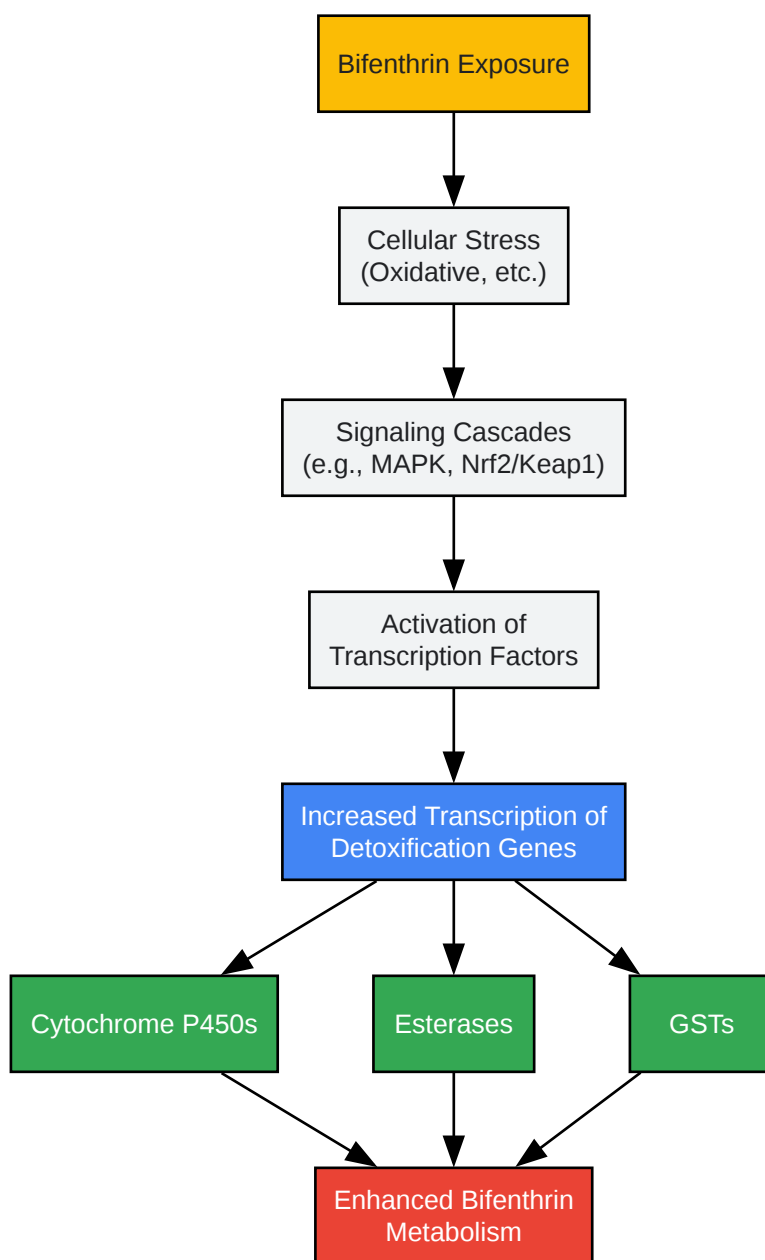 Bifenthrin Exposure
Cellular Stress
(Oxidative, etc.)
Signaling Cascades
(e.g., MAPK, Nrf2/Keap1)
Activation of
Transcription Factors
Increased Transcription of
Detoxification Genes
Cytochrome P450s
Esterases
GSTs
Enhanced Bifenthrin
Metabolism